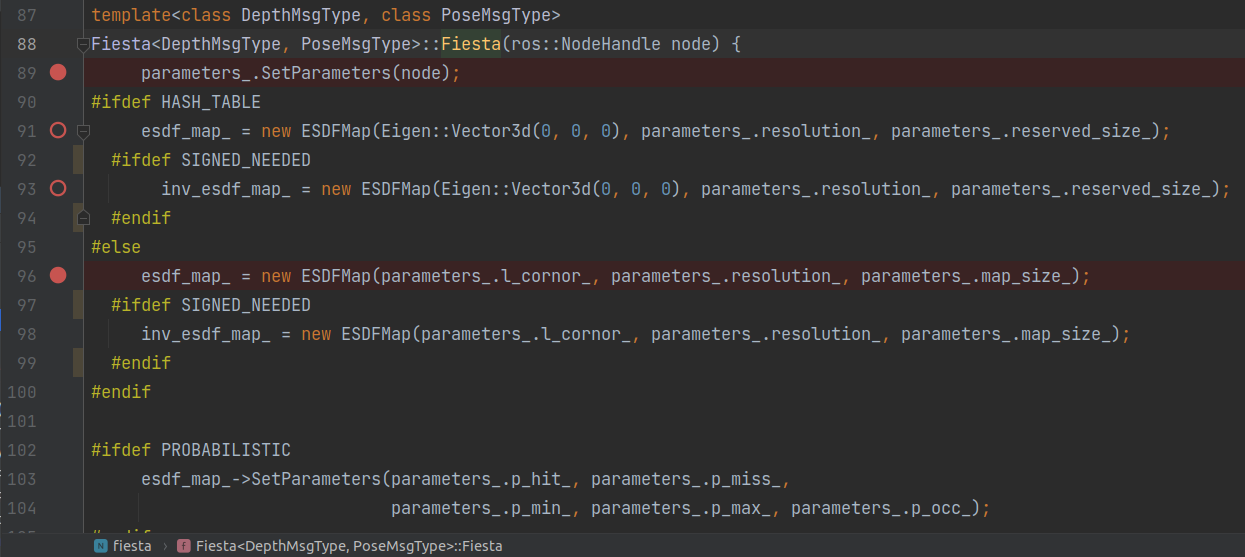 87 template<class DepthMsgType, class PoseMsgType>
88 Fiesta<DepthMsgType, PoseMsgType>::Fiesta(ros::NodeHandle node) {
89 parameters_.SetParameters(node);
90 #ifdef HASH_TABLE
91 esdf_map_ = new ESDFMap(Eigen::Vector3d(0, 0, 0), parameters_.resolution_, parameters_.reserved_size_);
92 #ifdef SIGNED_NEEDED
93 inv_esdf_map_ = new ESDFMap(Eigen::Vector3d(0, 0, 0), parameters_.resolution_, parameters_.reserved_size_);
94 #endif
95 #else
96 esdf_map_ = new ESDFMap(parameters_.l_cornor_, parameters_.resolution_, parameters_.map_size_);
97 #ifdef SIGNED_NEEDED
98 inv_esdf_map_ = new ESDFMap(parameters_.l_cornor_, parameters_.resolution_, parameters_.map_size_);
99 #endif
100 #endif
101
102 #ifdef PROBABILISTIC
103 esdf_map_->SetParameters(parameters_.p_hit_, parameters_.p_miss_,
104 parameters_.p_min_, parameters_.p_max_, parameters_.p_occ_);
N fiesta › f Fiesta<DepthMsgType, PoseMsgType>::Fiesta